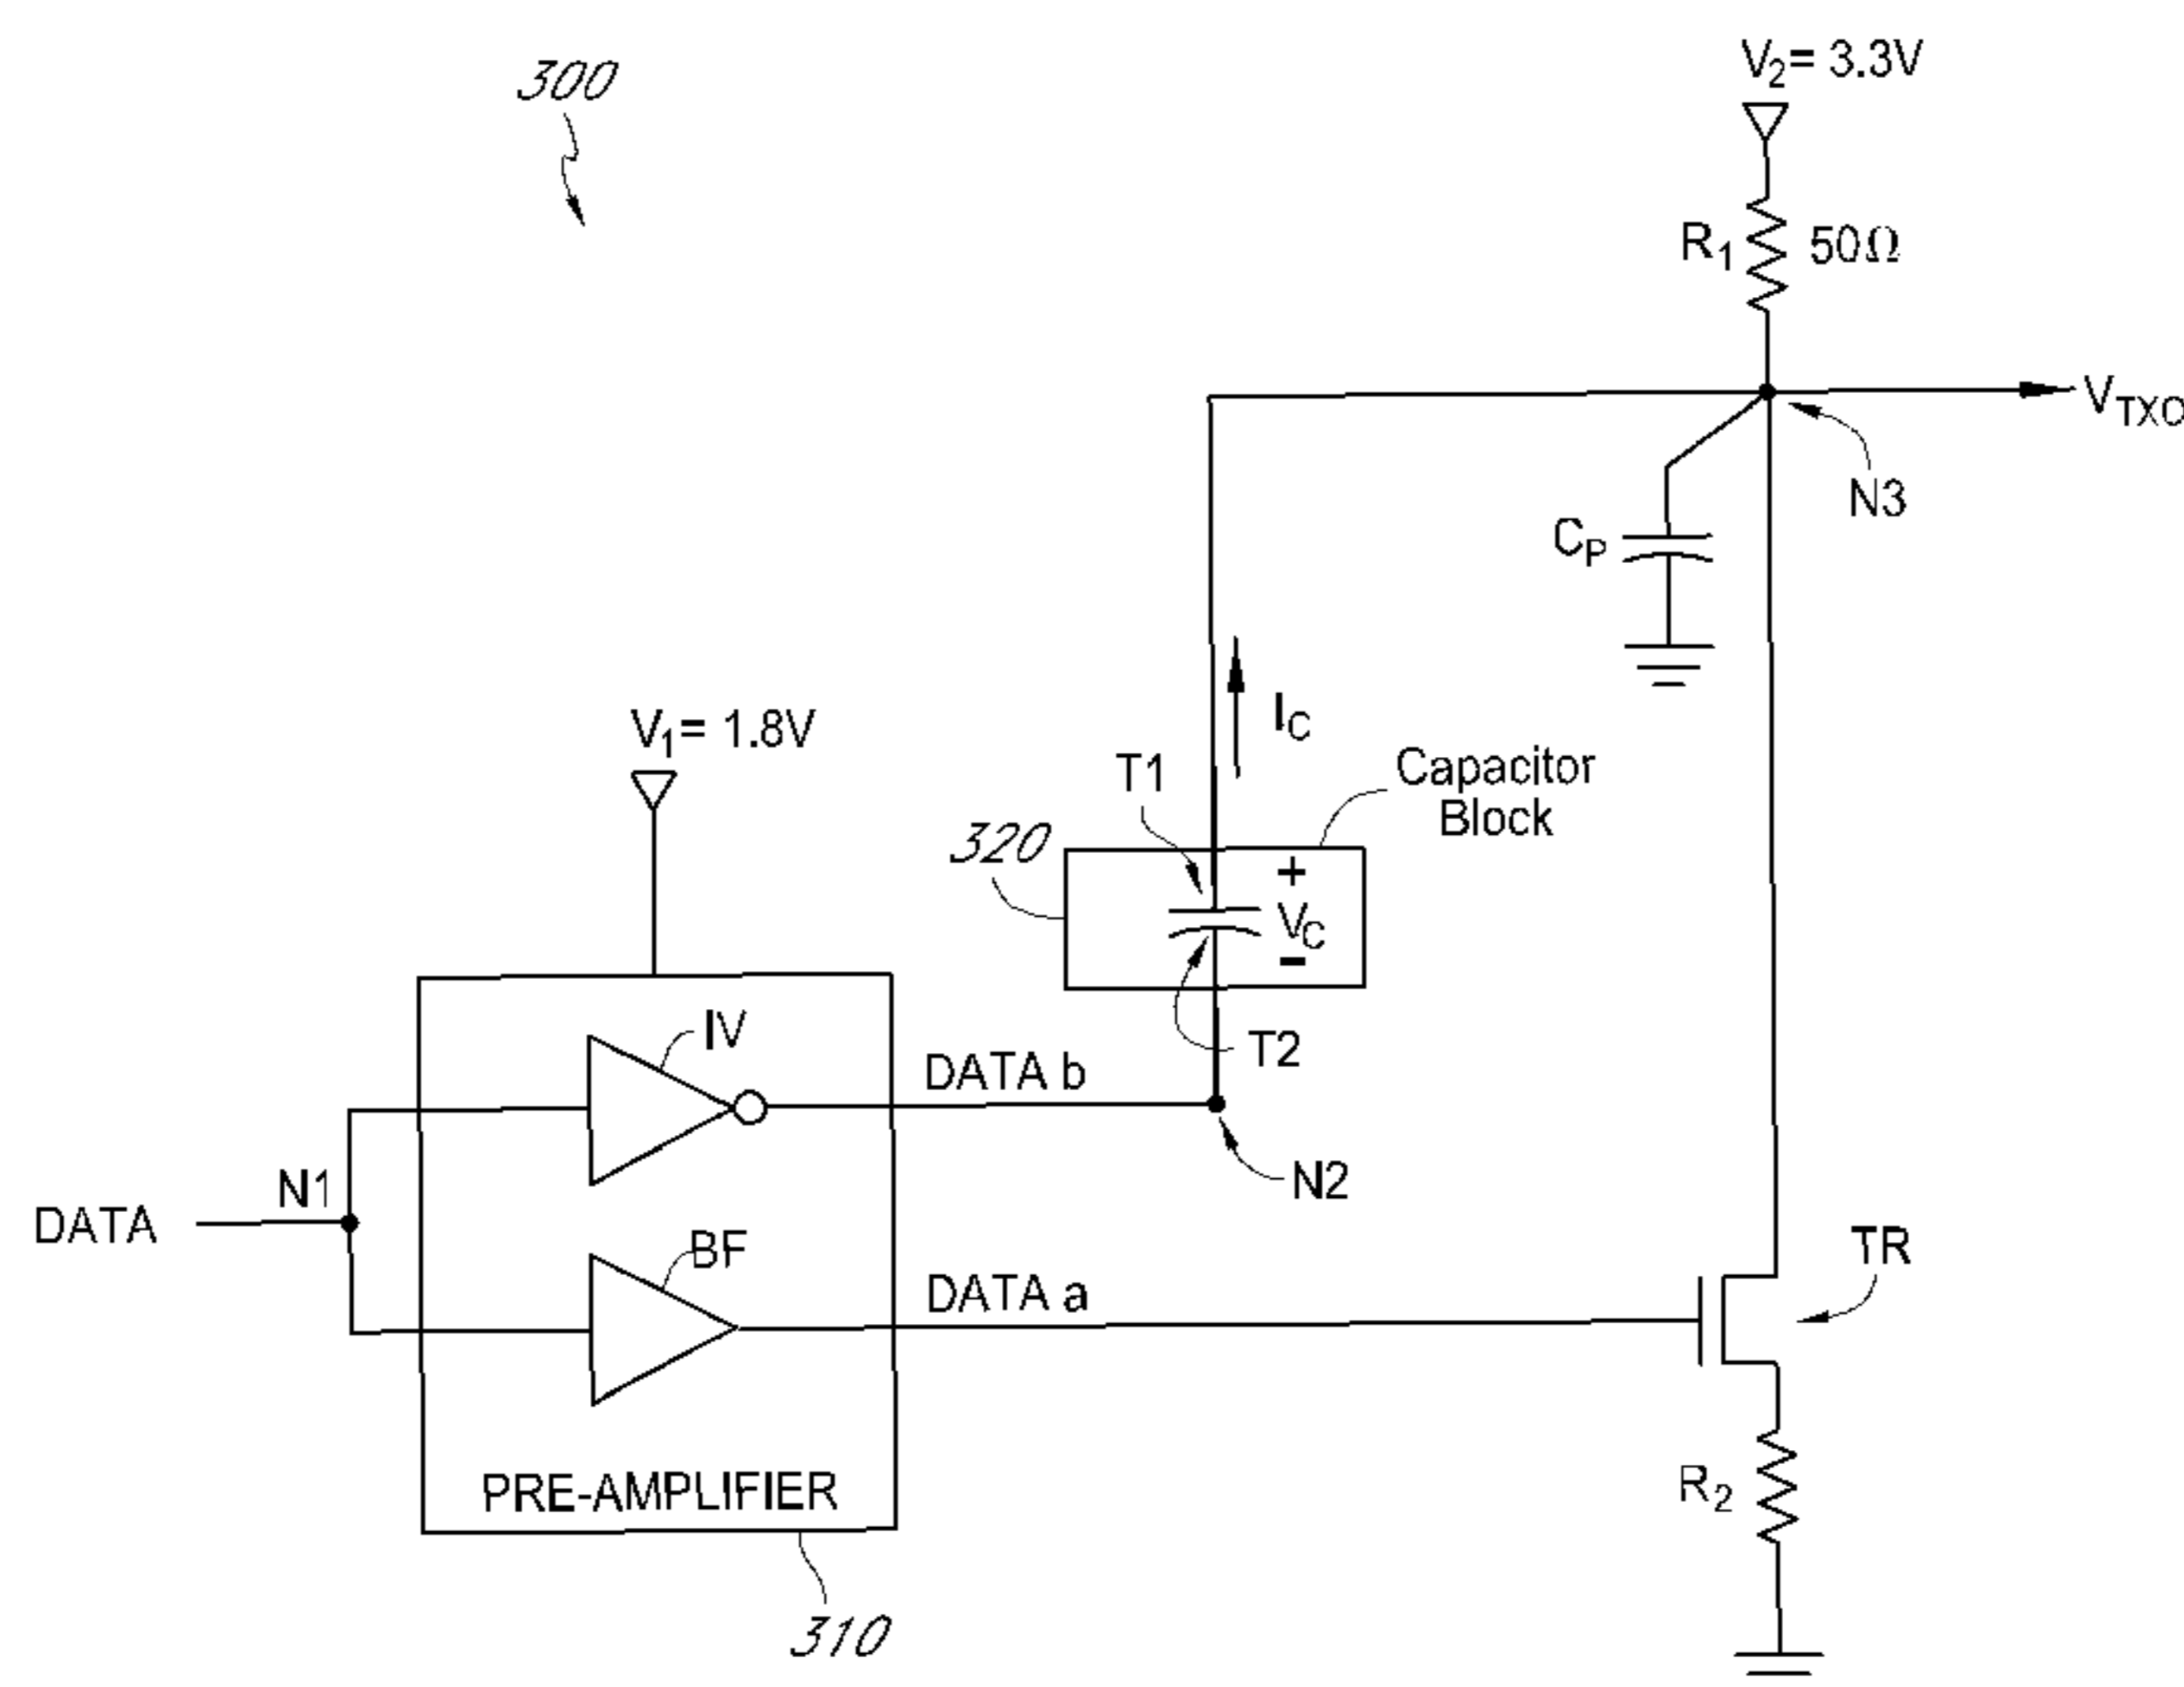 300
V2= 3.3V
R1 50Ω
VTXO
N3
CP
IC
V1= 1.8V
T1
Capacitor
Block
320
+
VC
-
IV
T2
DATA b
N2
N1
DATA
BF
DATA a
TR
PRE-AMPLIFIER
R2
310